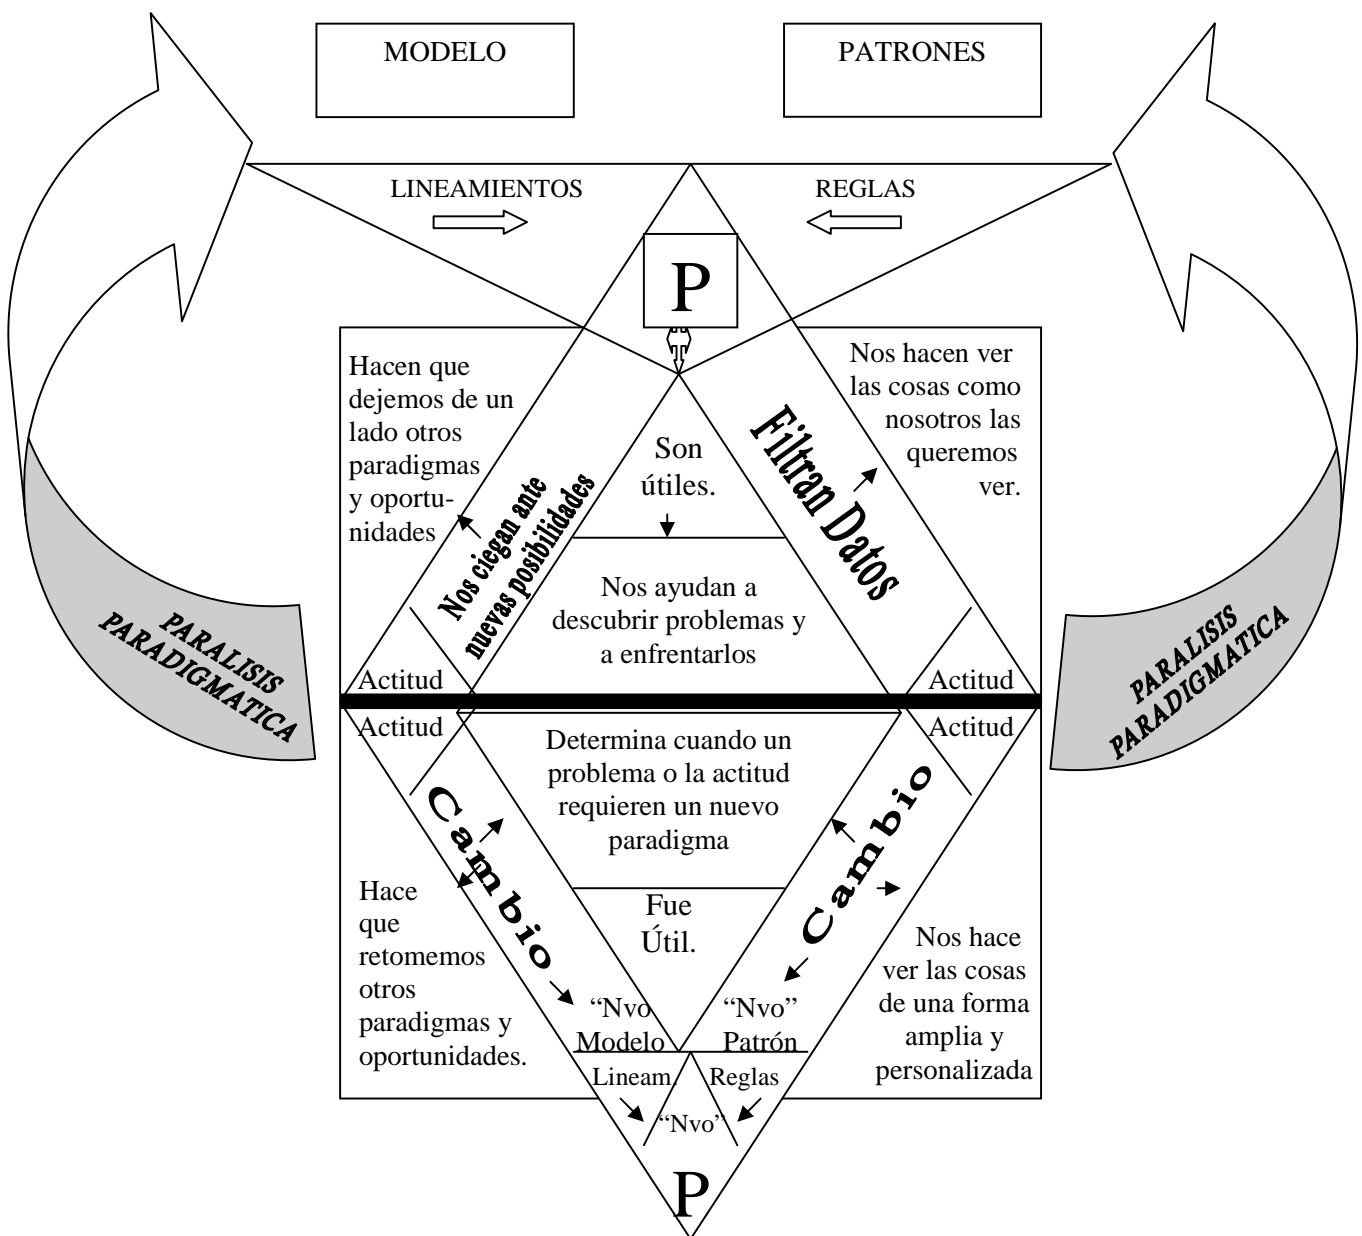 MODELO
PATRONES
LINEAMIENTOS
REGLAS
P
Hacen que
dejemos de un
lado otros
paradigmas
y oportu-
nidades
Nos ciegan ante
nuevas posibilidades
Son
útiles.
Filtran Datos
Nos hacen ver
las cosas como
nosotros las
queremos
ver.
Nos ayudan a
descubrir problemas y
a enfrentarlos
PARALISIS
PARADIGMATICA
PARALISIS
PARADIGMATICA
Actitud
Actitud
Actitud
Actitud
Determina cuando un
problema o la actitud
requieren un nuevo
paradigma
Cambio
Cambio
Hace
que
retomemos
otros
paradigmas y
oportunidades.
Fue
Útil.
Nos hace
ver las cosas
de una forma
amplia y
personalizada
“Nvo
Modelo
“Nvo”
Patrón
Lineam.
Reglas
“Nvo”
P